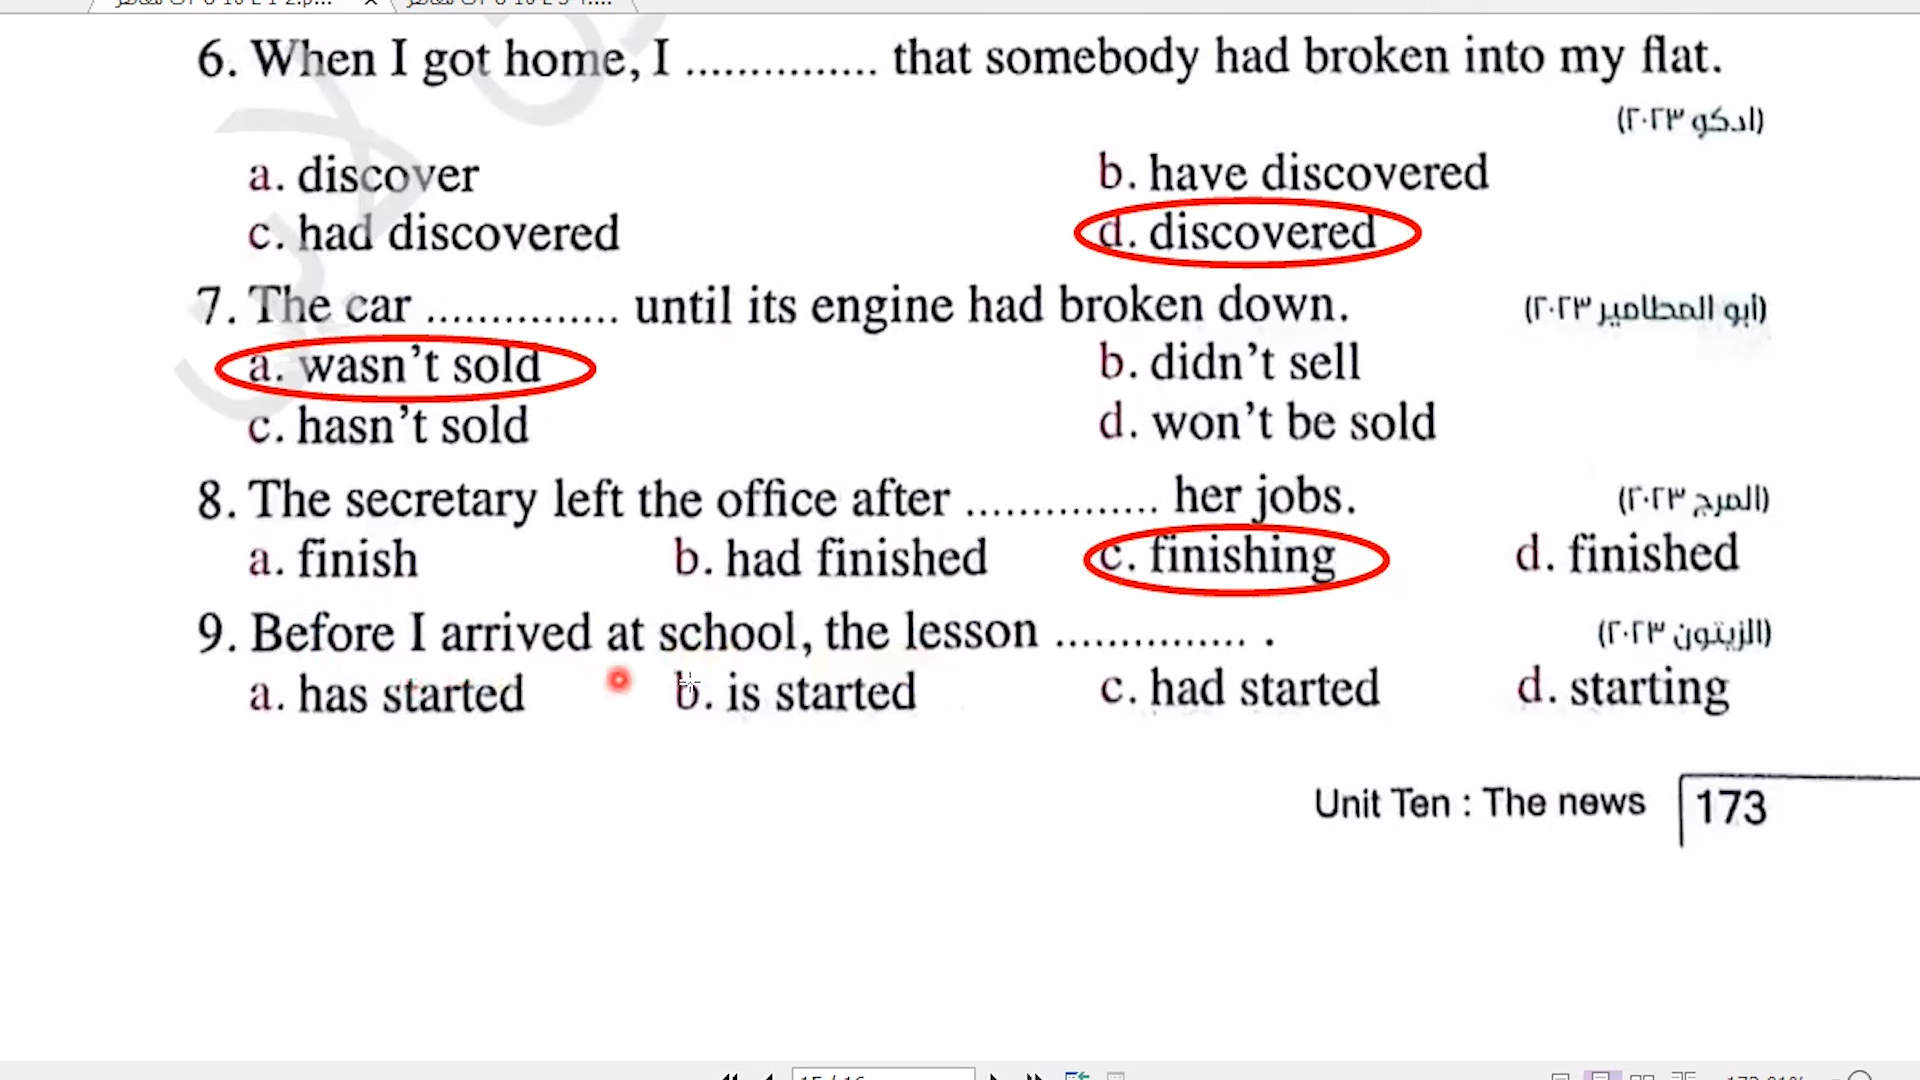 6. When I got home, I ............... that somebody had broken into my flat.
(ادكو ٢٠٢٣)
a. discover b. have discovered
c. had discovered d. discovered
7. The car ............... until its engine had broken down. (أبو المطامير ٢٠٢٣)
a. wasn't sold b. didn't sell
c. hasn't sold d. won't be sold
8. The secretary left the office after ............... her jobs. (المرج ٢٠٢٣)
a. finish b. had finished c. finishing d. finished
9. Before I arrived at school, the lesson ............... . (الزيتون ٢٠٢٣)
a. has started b. is started c. had started d. starting
Unit Ten : The news 173